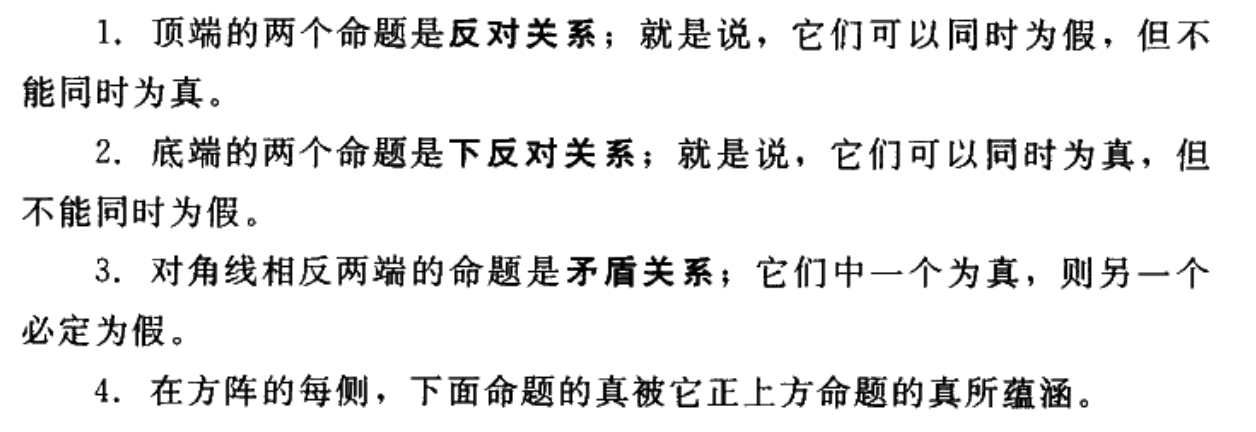 1. 顶端的两个命题是反对关系；就是说，它们可以同时为假，但不
能同时为真。
2. 底端的两个命题是下反对关系；就是说，它们可以同时为真，但
不能同时为假。
3. 对角线相反两端的命题是矛盾关系；它们中一个为真，则另一个
必定为假。
4. 在方阵的每侧，下面命题的真被它正上方命题的真所蕴涵。